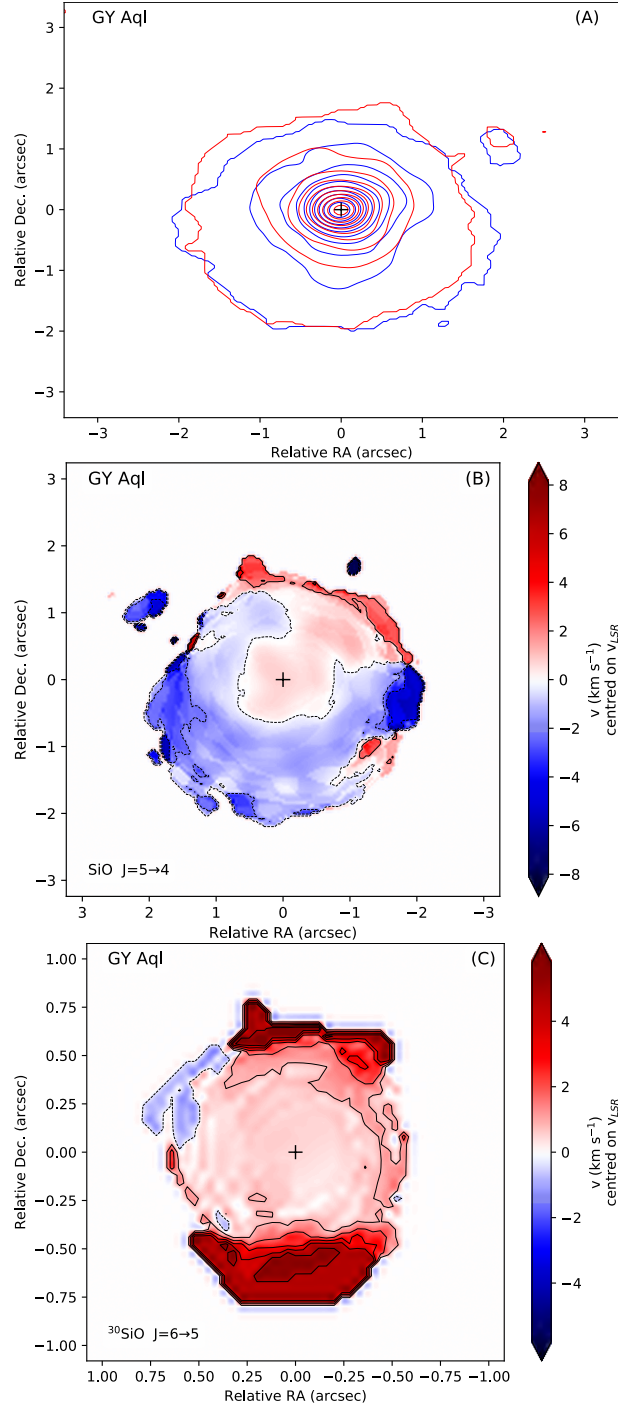 GY Aql (A)
3
2
1
0
−1
−2
−3
Relative Dec. (arcsec)
−3 −2 −1 0 1 2 3
Relative RA (arcsec)
GY Aql (B)
3
2
1
0
−1
−2
−3
Relative Dec. (arcsec)
SiO J=5→4
3 2 1 0 −1 −2 −3
Relative RA (arcsec)
8
6
4
2
0
−2
−4
−6
−8
v (km s⁻¹)
centred on v_LSR
GY Aql (C)
1.00
0.75
0.50
0.25
0.00
−0.25
−0.50
−0.75
−1.00
Relative Dec. (arcsec)
³⁰SiO J=6→5
1.00 0.75 0.50 0.25 0.00 −0.25 −0.50 −0.75 −1.00
Relative RA (arcsec)
4
2
0
−2
−4
v (km s⁻¹)
centred on v_LSR